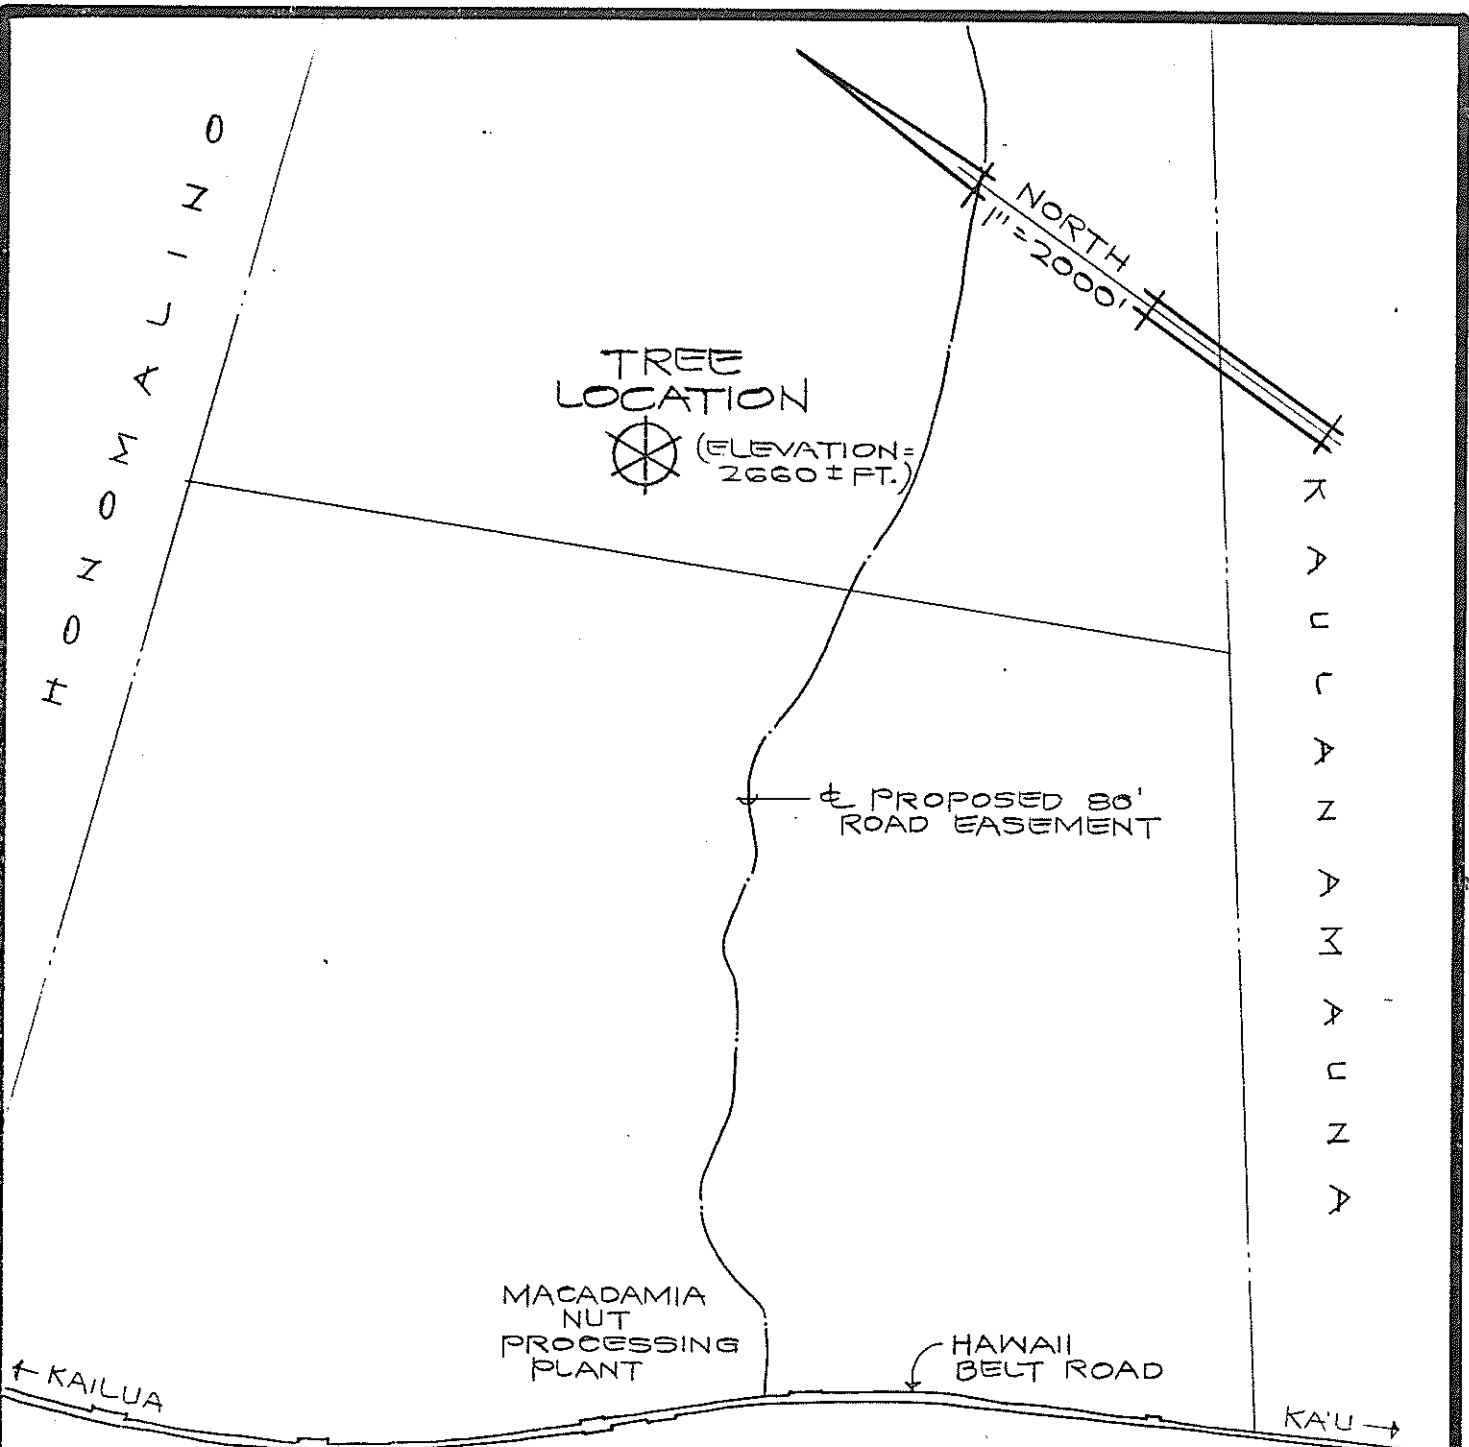 HONOMALINO
NORTH
1"=2000'
TREE
LOCATION
(ELEVATION=
2660± FT.)
KAULANAMAUNA
℄ PROPOSED 80'
ROAD EASEMENT
MACADAMIA
NUT
PROCESSING
PLANT
HAWAII
BELT ROAD
← KAILUA
KA'U →